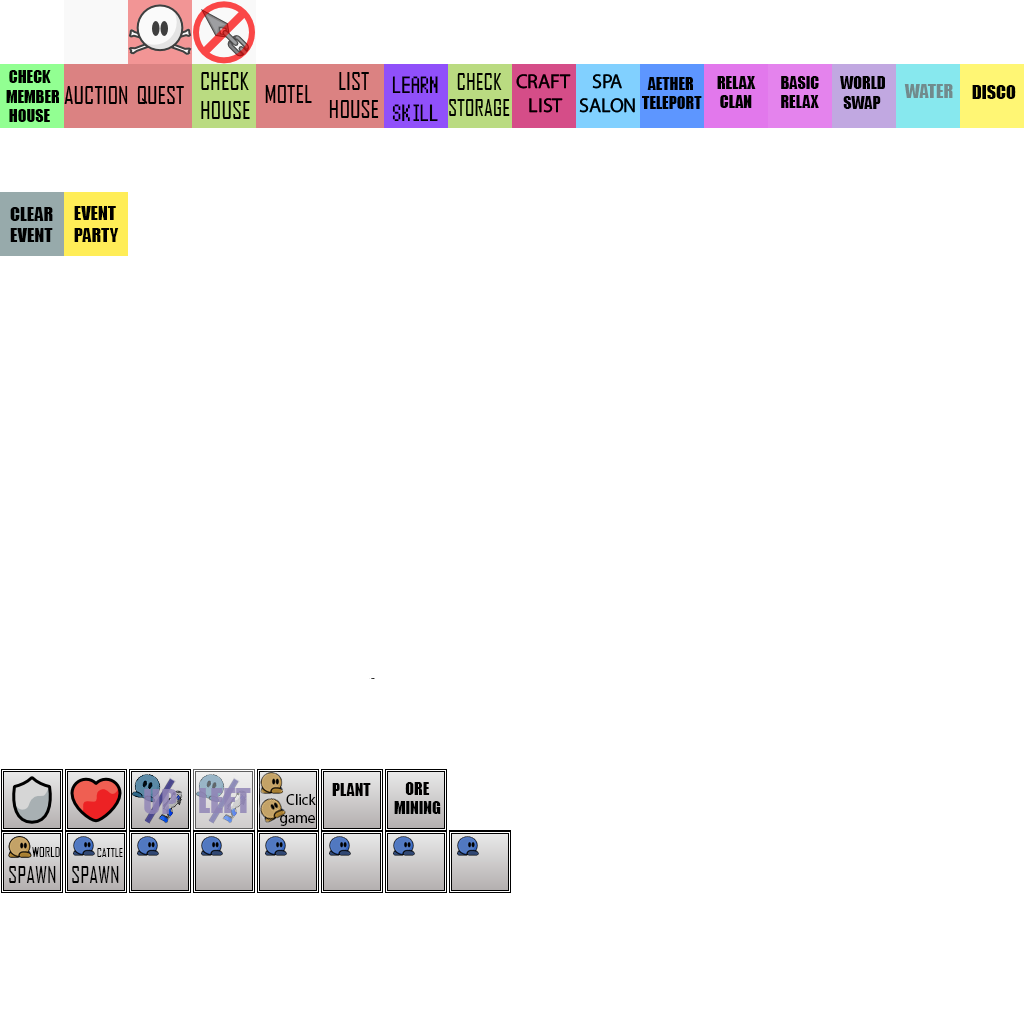 CHECK
MEMBER
HOUSE
AUCTION
QUEST
CHECK
HOUSE
MOTEL
LIST
HOUSE
LEARN
SKILL
CHECK
STORAGE
CRAFT
LIST
SPA
SALON
AETHER
TELEPORT
RELAX
CLAN
BASIC
RELAX
WORLD
SWAP
WATER
DISCO
CLEAR
EVENT
EVENT
PARTY
-
UP
LEFT
Click
game
PLANT
ORE
MINING
WORLD
SPAWN
CATTLE
SPAWN